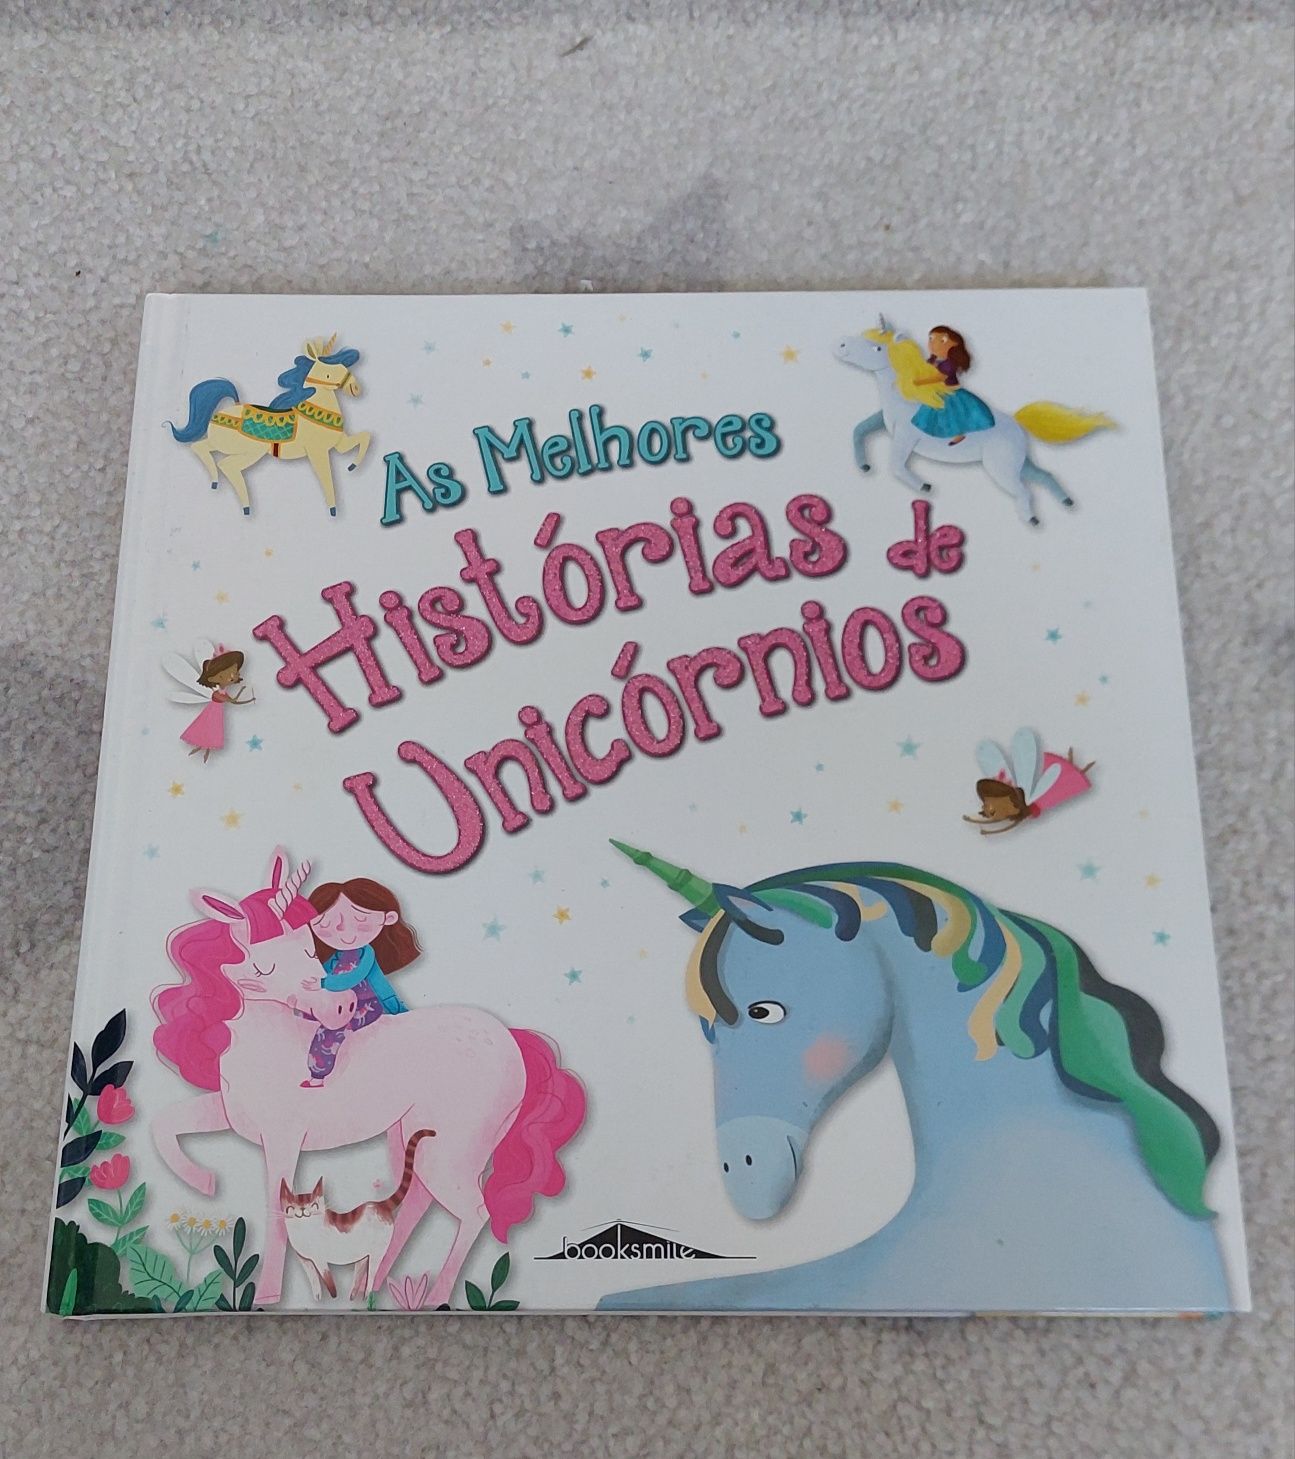 As Melhores
Histórias de
Unicórnios
booksmile